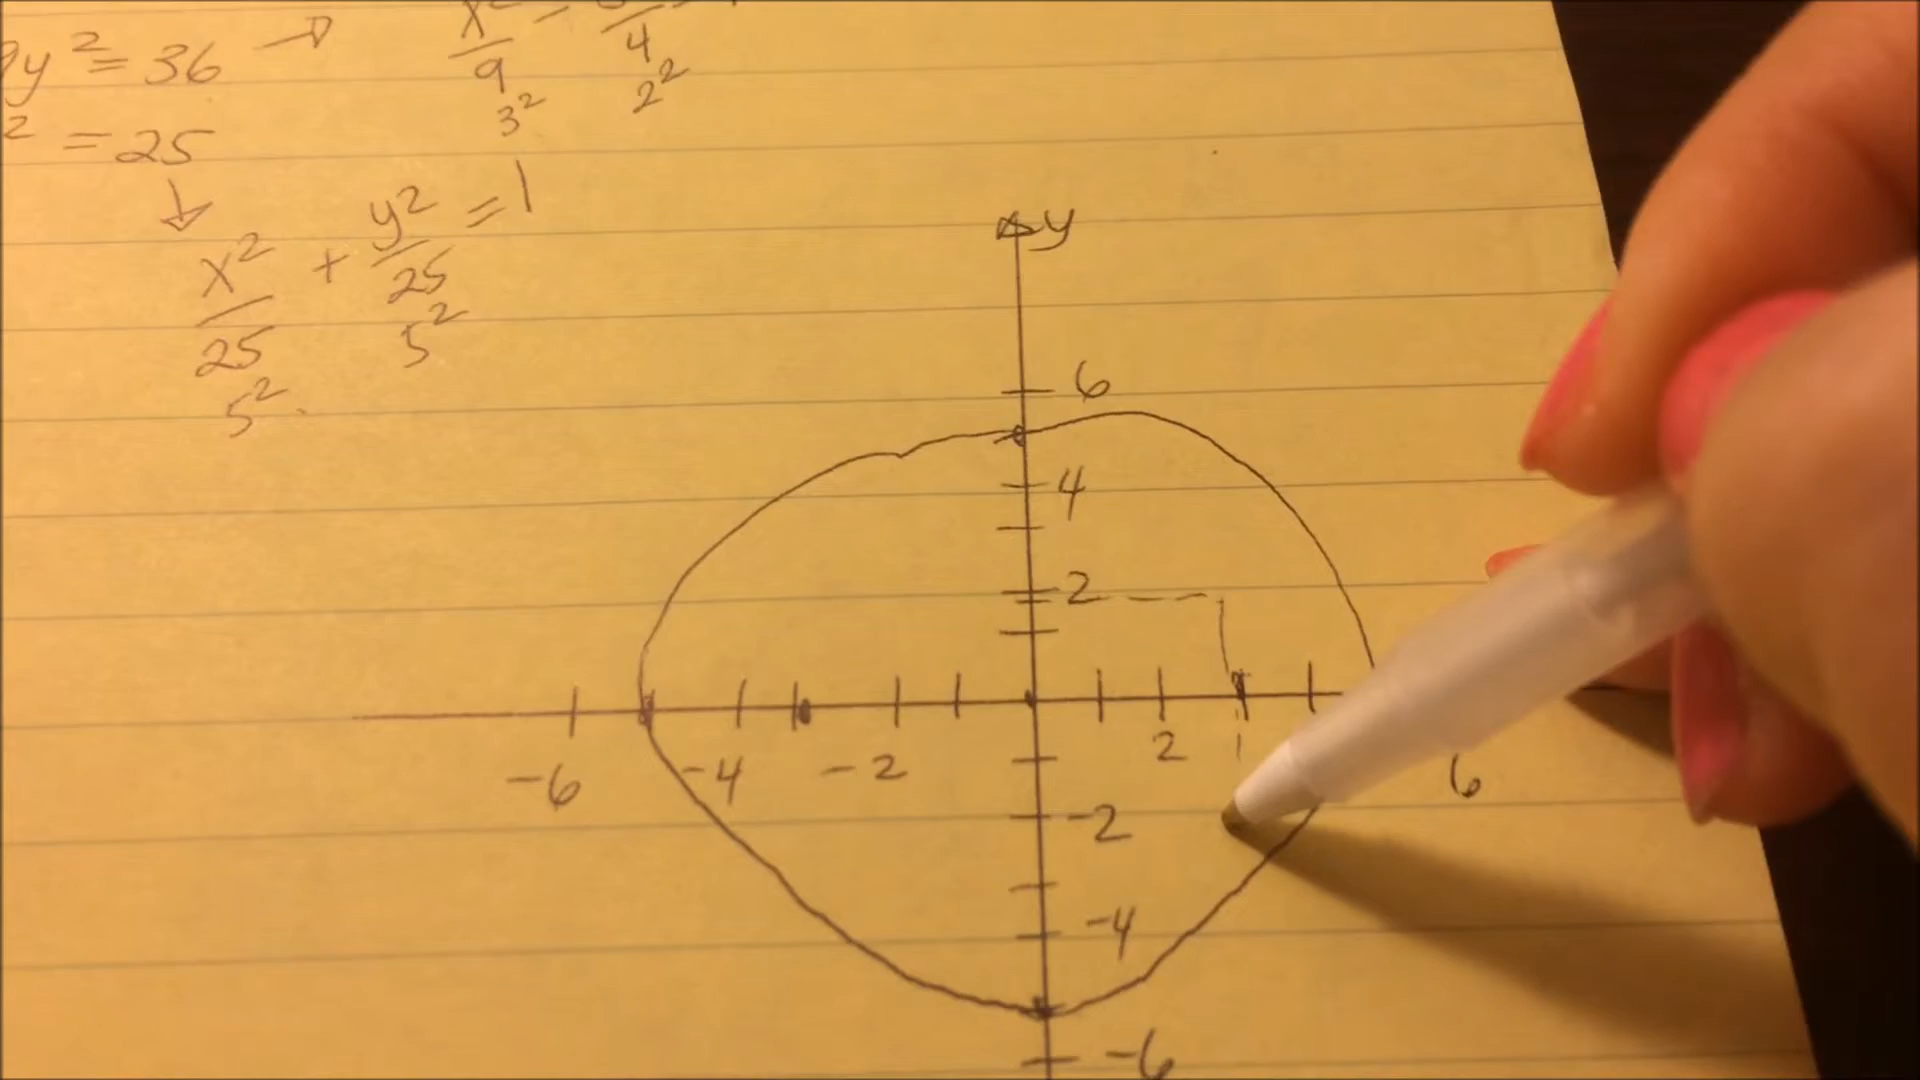 9y² = 36 →
x² - /4
9
3² 2²
² = 25
↓
x²/25 + y²/25 = 1
5² 5²
y
6
4
2
-6 -4 -2 2 6
-2
-4
-6